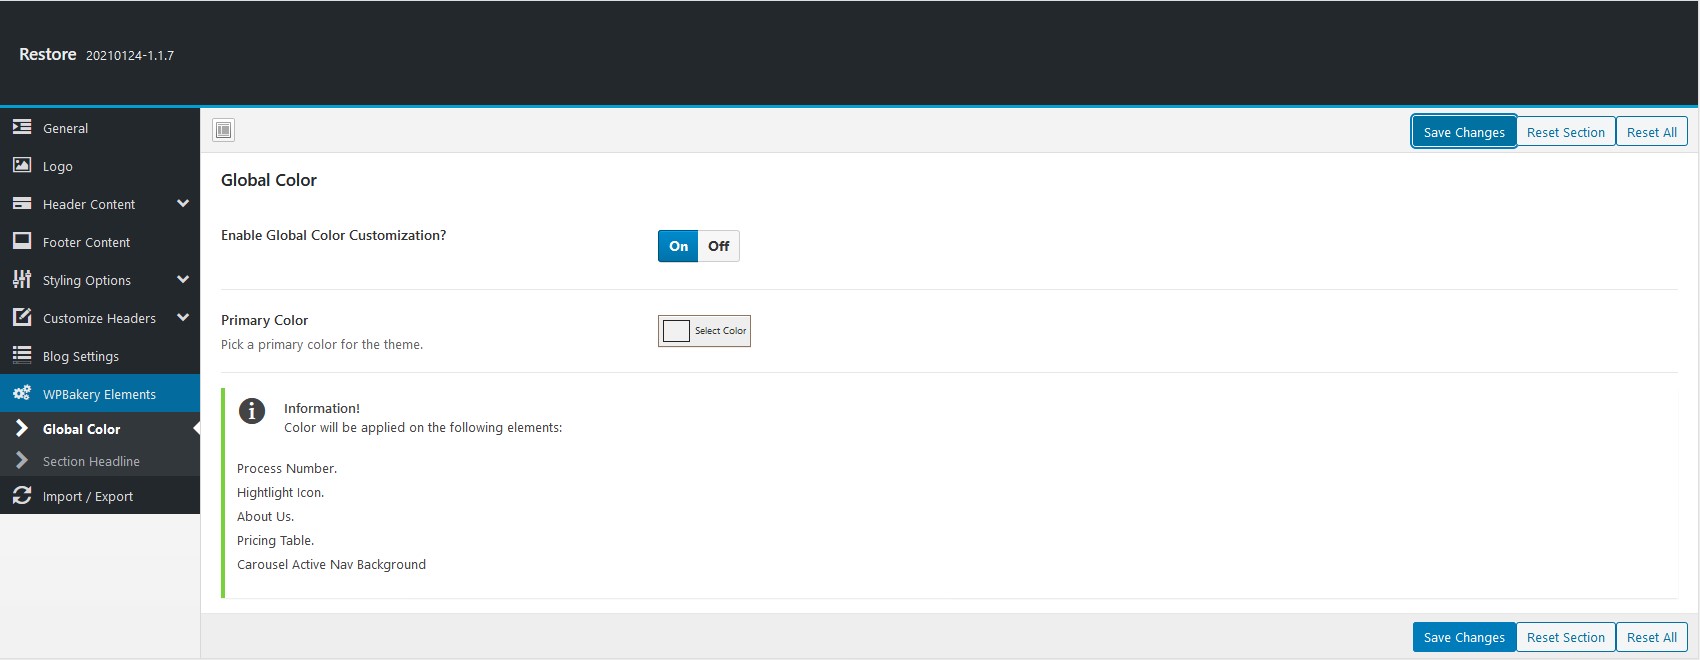 Restore 20210124-1.1.7
General
Logo
Header Content
Footer Content
Styling Options
Customize Headers
Blog Settings
WPBakery Elements
Global Color
Section Headline
Import / Export
Save Changes Reset Section Reset All
Global Color
Enable Global Color Customization?
On Off
Primary Color
Pick a primary color for the theme.
Select Color
Information!
Color will be applied on the following elements:
Process Number.
Hightlight Icon.
About Us.
Pricing Table.
Carousel Active Nav Background
Save Changes Reset Section Reset All